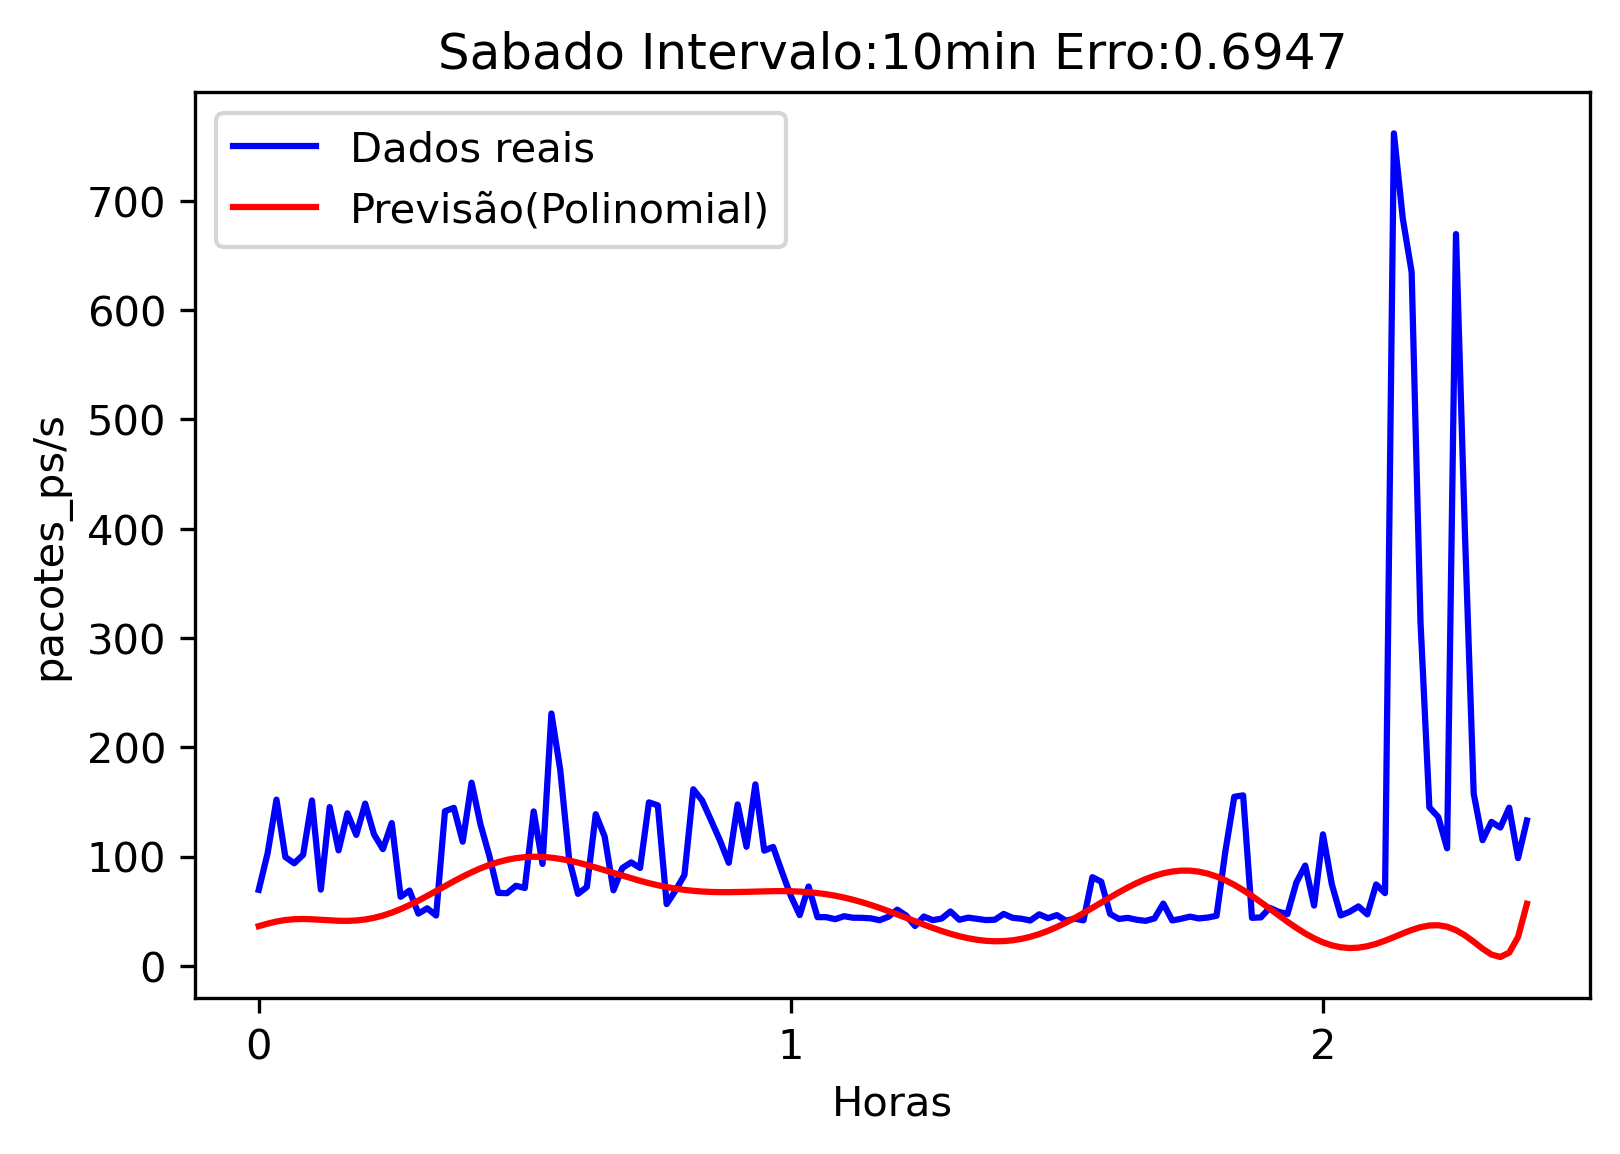 Sabado Intervalo:10min Erro:0.6947
Dados reais
Previsão(Polinomial)
pacotes_ps/s
700
600
500
400
300
200
100
0
0 1 2
Horas